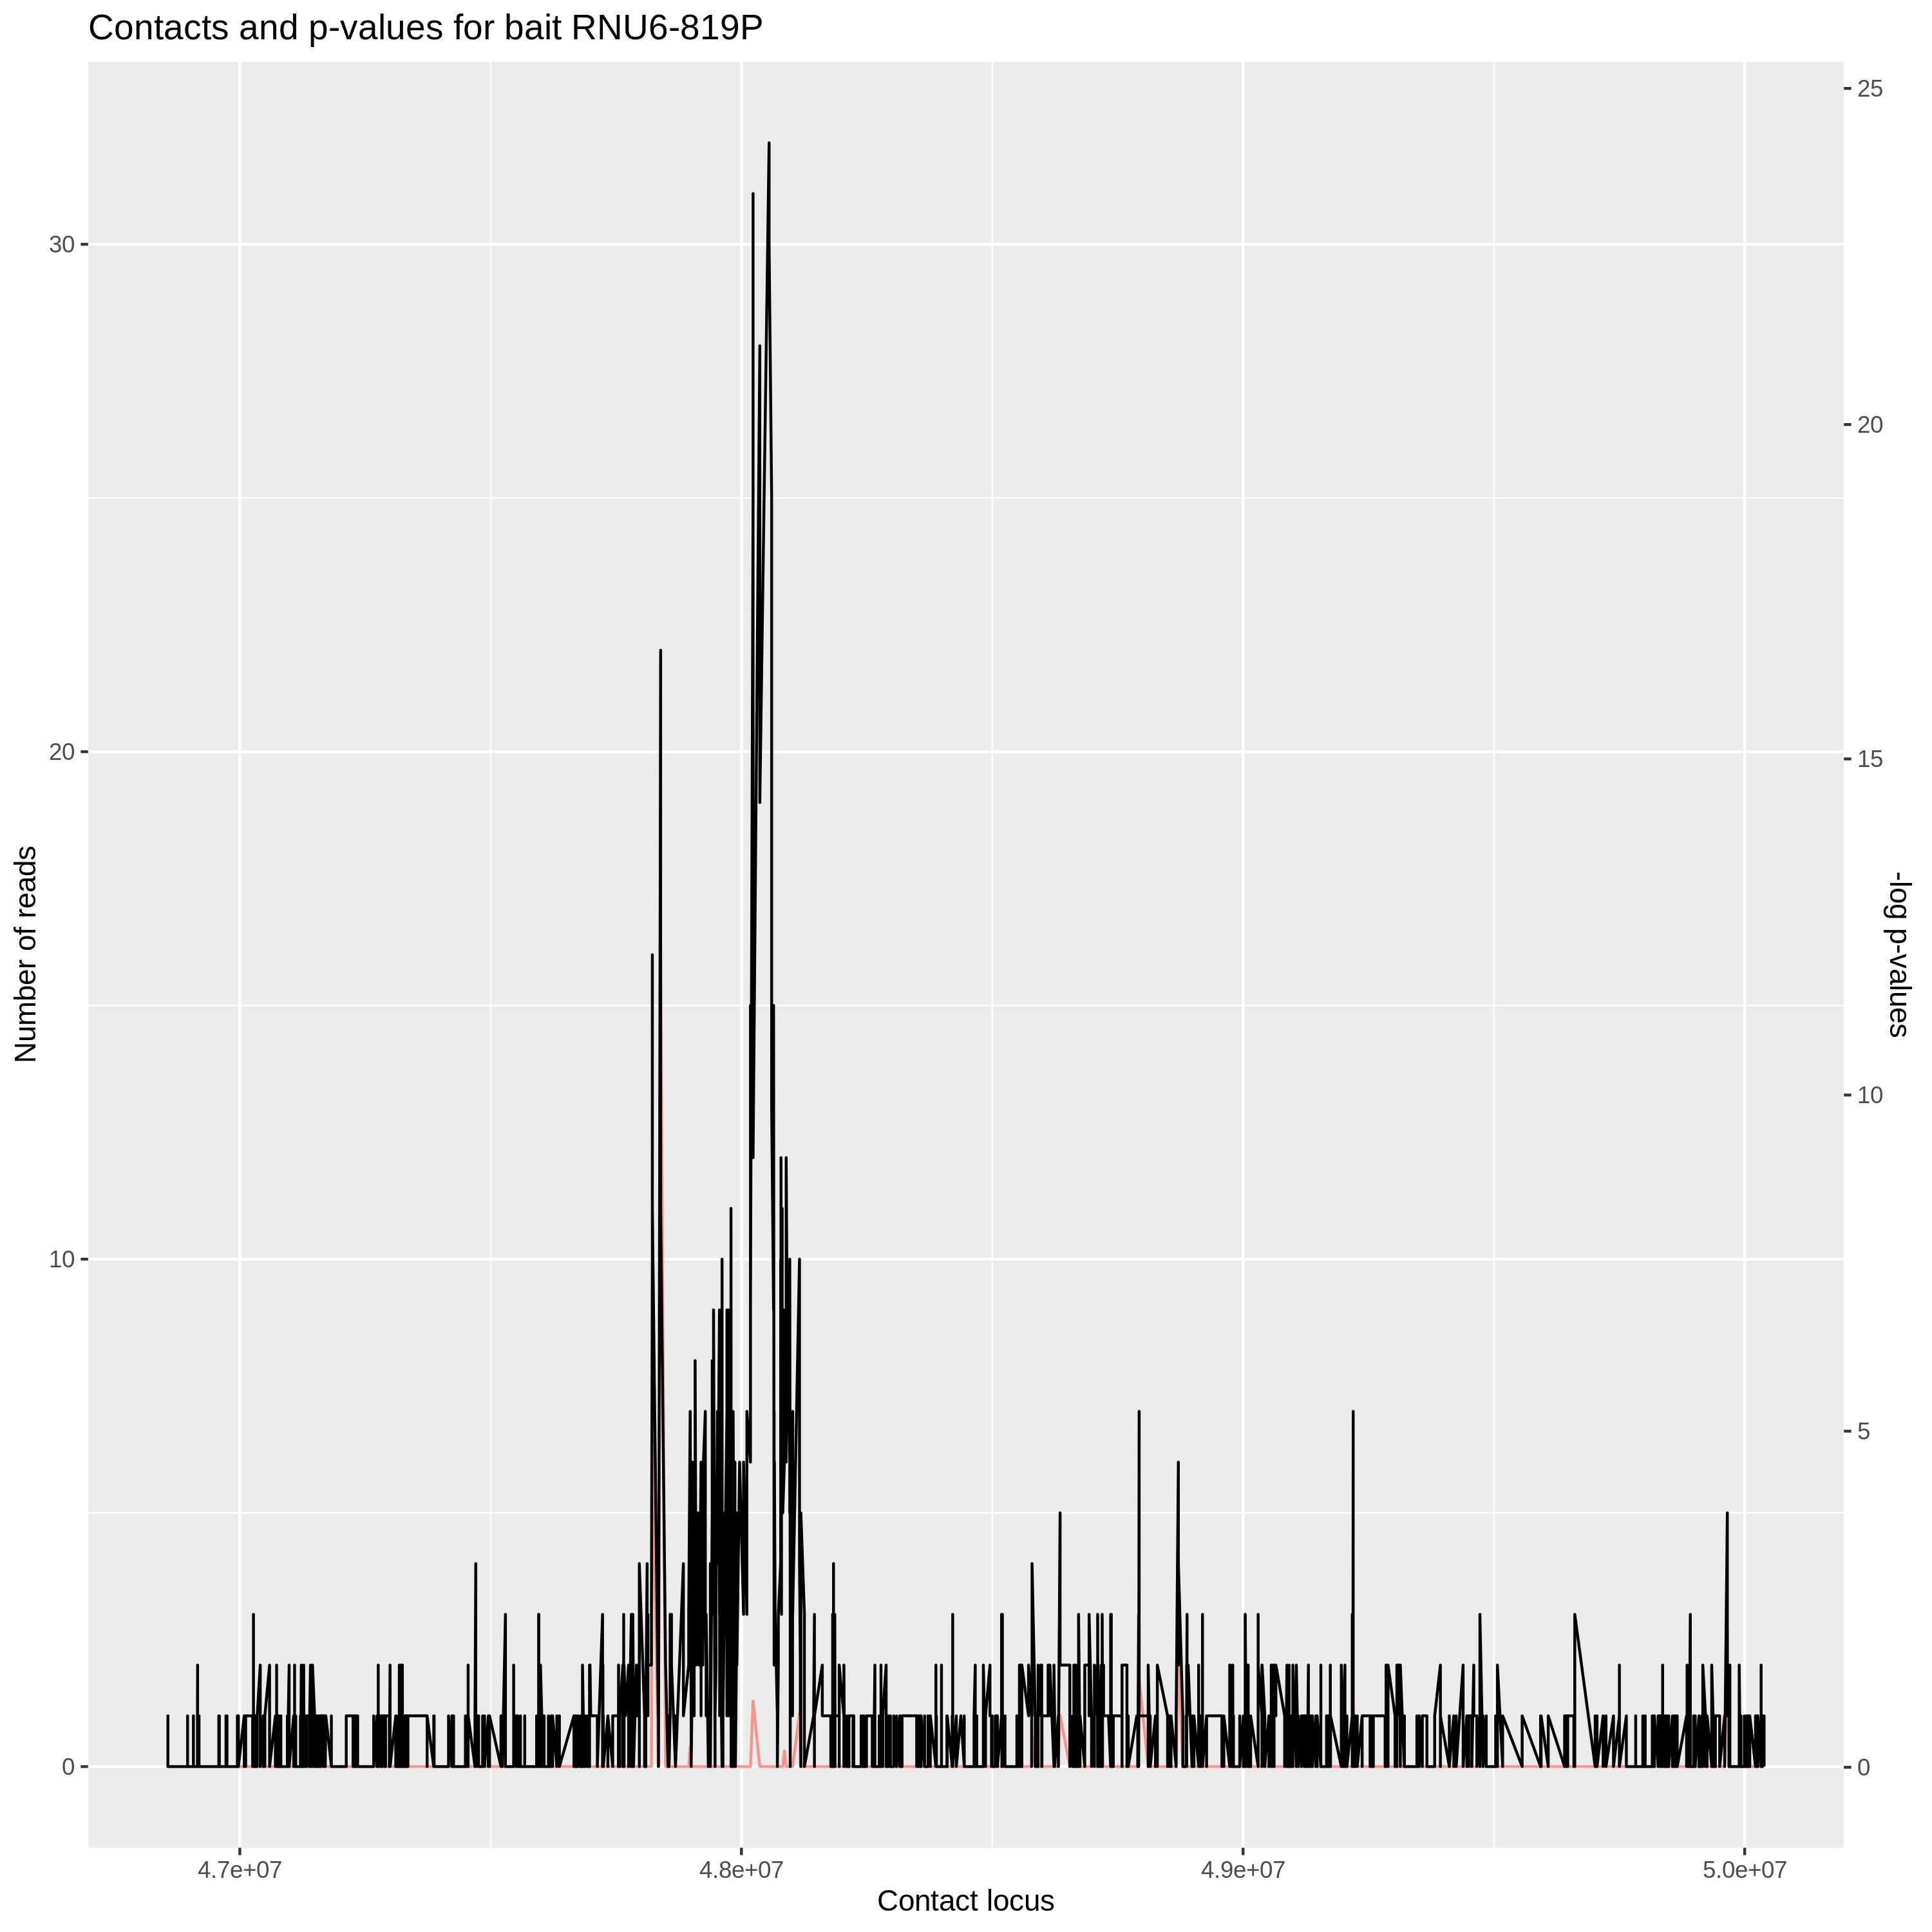 Contacts and p-values for bait RNU6-819P
30
20
10
0
Number of reads
25
20
15
10
5
0
-log p-values
4.7e+07
4.8e+07
4.9e+07
5.0e+07
Contact locus